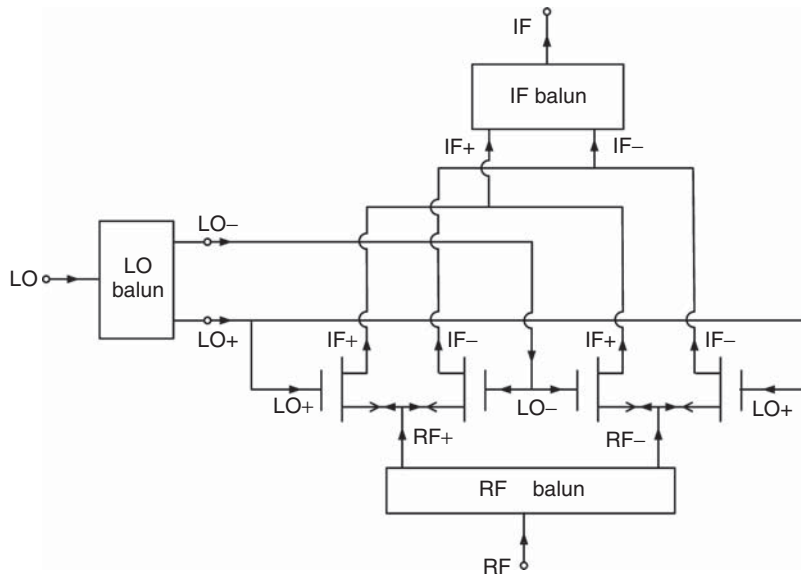 IF
IF balun
IF+ IF−
LO−
LO
LO
balun
LO+
IF+ IF− IF+ IF−
LO+ LO− LO+
RF+ RF−
RF balun
RF